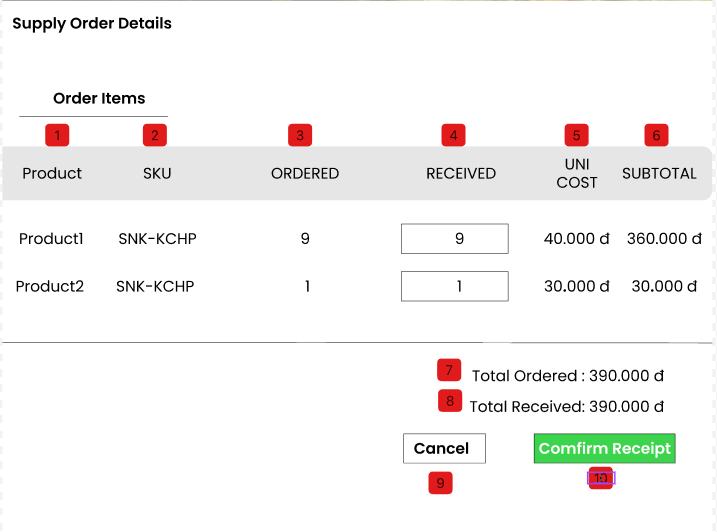 Supply Order Details
Order Items
1 2 3 4 5 6
Product SKU ORDERED RECEIVED UNI COST SUBTOTAL
Product1 SNK-KCHP 9 9 40.000 đ 360.000 đ
Product2 SNK-KCHP 1 1 30.000 đ 30.000 đ
7 Total Ordered : 390.000 đ
8 Total Received: 390.000 đ
Cancel Comfirm Receipt
9 10